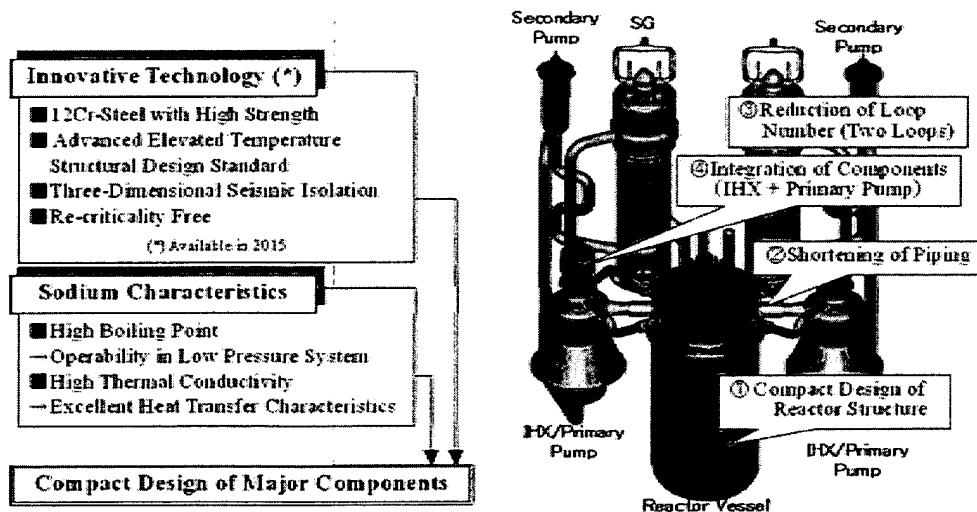 Innovative Technology (*)
■12Cr-Steel with High Strength
■Advanced Elevated Temperature
Structural Design Standard
■Three-Dimensional Seismic Isolation
■Re-criticality Free
(*) Available in 2015
Sodium Characteristics
■High Boiling Point
→Operability in Low Pressure System
■High Thermal Conductivity
→Excellent Heat Transfer Characteristics
Compact Design of Major Components
Secondary
Pump
SG
Secondary
Pump
③Reduction of Loop
Number (Two Loops)
④Integration of Components
(IHX + Primary Pump)
②Shortening of Piping
①Compact Design of
Reactor Structure
IHX/Primary
Pump
IHX/Primary
Pump
Reactor Vessel